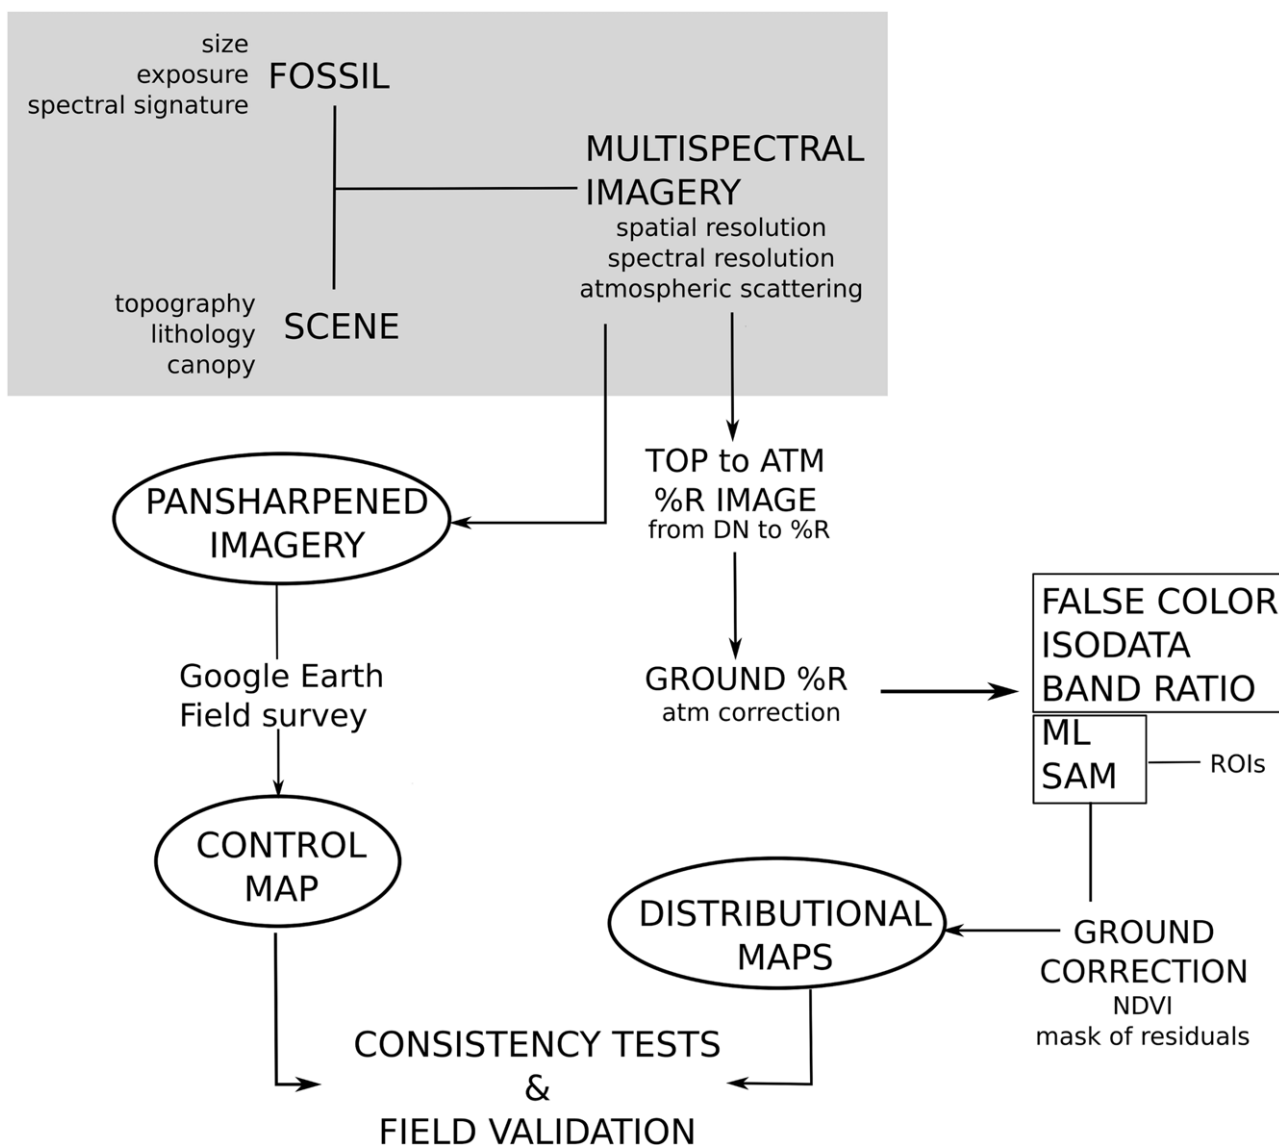 size
exposure
spectral signature
FOSSIL
MULTISPECTRAL
IMAGERY
spatial resolution
spectral resolution
atmospheric scattering
topography
lithology
canopy
SCENE
PANSHARPENED
IMAGERY
TOP to ATM
%R IMAGE
from DN to %R
Google Earth
Field survey
GROUND %R
atm correction
FALSE COLOR
ISODATA
BAND RATIO
ML
SAM
ROIs
CONTROL
MAP
DISTRIBUTIONAL
MAPS
GROUND
CORRECTION
NDVI
mask of residuals
CONSISTENCY TESTS
&
FIELD VALIDATION